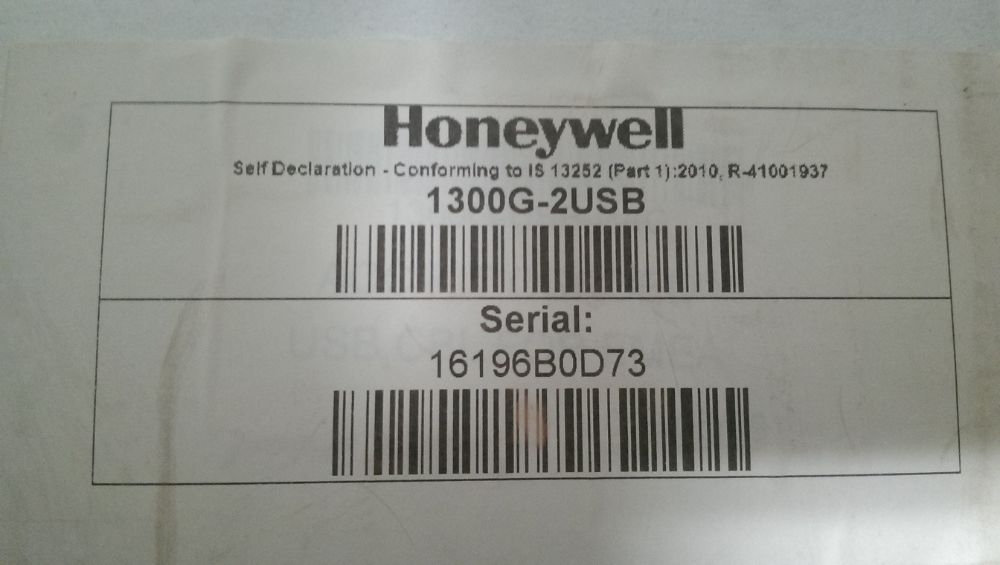 Honeywell
Self Declaration - Conforming to IS 13252 (Part 1):2010, R-41001937
1300G-2USB
Serial:
16196B0D73